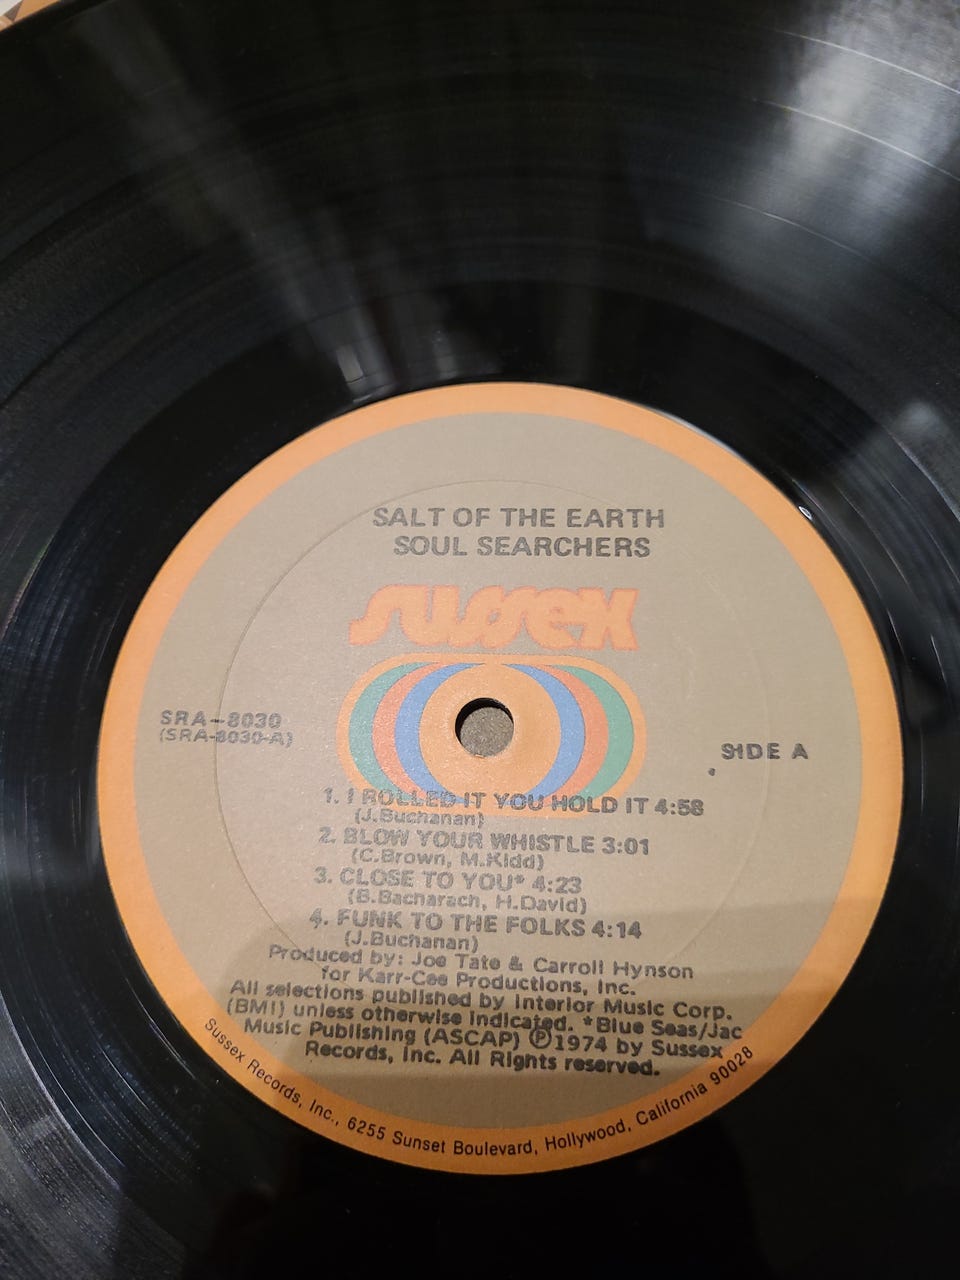 SALT OF THE EARTH
SOUL SEARCHERS
sussex
SRA-8030
(SRA-8030-A)
SIDE A
1. I ROLLED IT YOU HOLD IT 4:58
(J.Buchanan)
2. BLOW YOUR WHISTLE 3:01
(C.Brown, M.Kidd)
3. CLOSE TO YOU* 4:23
(B.Bacharach, H.David)
4. FUNK TO THE FOLKS 4:14
(J.Buchanan)
Produced by: Joe Tate & Carroll Hynson
for Karr-Cee Productions, Inc.
All selections published by Interior Music Corp.
(BMI) unless otherwise indicated. *Blue Seas/Jac
Music Publishing (ASCAP) ℗1974 by Sussex
Records, Inc. All Rights reserved.
Sussex Records, Inc., 6255 Sunset Boulevard, Hollywood, California 90028